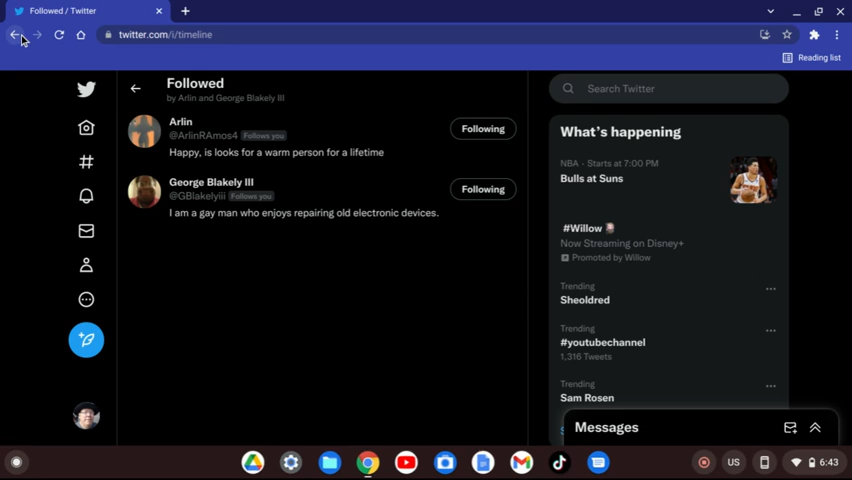 Followed / Twitter
twitter.com/i/timeline
Reading list
Followed
by Arlin and George Blakely III
Arlin
@ArlinRAmos4 Follows you
Following
Happy, is looks for a warm person for a lifetime
George Blakely III
@GBlakelyiii Follows you
Following
I am a gay man who enjoys repairing old electronic devices.
Search Twitter
What's happening
NBA · Starts at 7:00 PM
Bulls at Suns
#Willow
Now Streaming on Disney+
Promoted by Willow
Trending
Sheoldred
Trending
#youtubechannel
1,316 Tweets
Trending
Sam Rosen
Messages
US
6:43